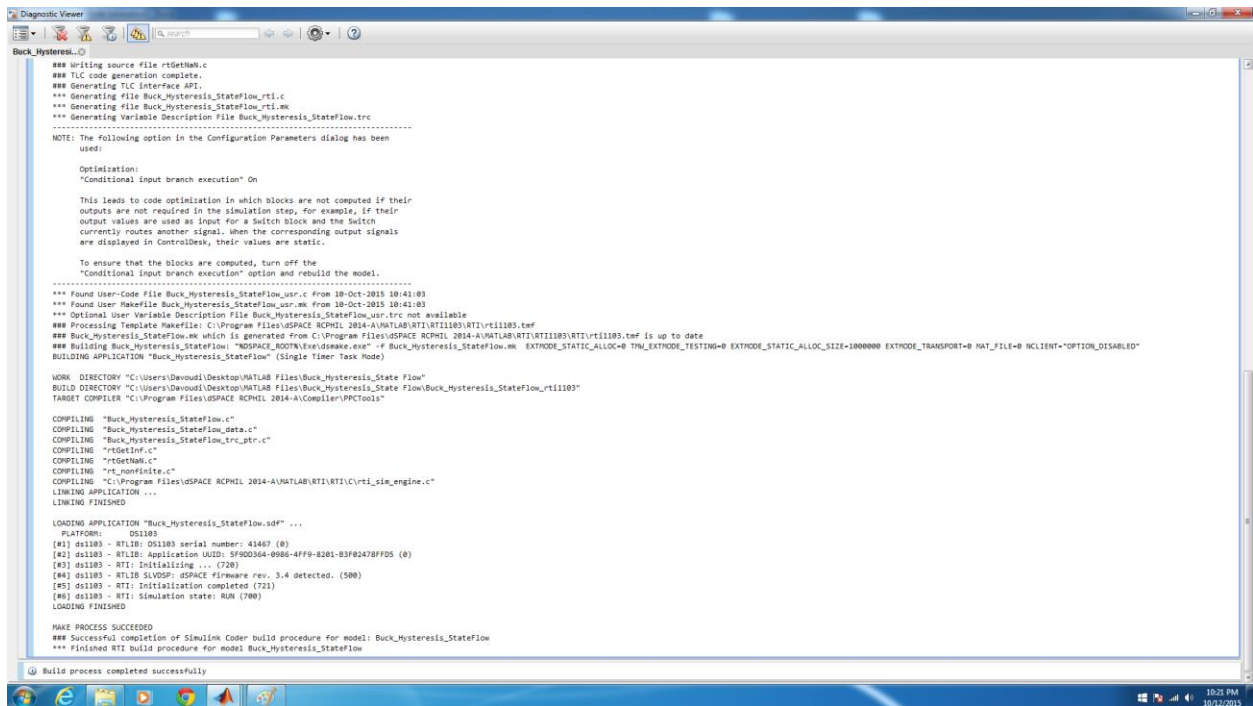 Diagnostic Viewer
search
Buck_Hysteresi...
### Writing source file rtGetNaN.c
### TLC code generation complete.
### Generating TLC interface API.
*** Generating file Buck_Hysteresis_StateFlow_rti.c
*** Generating file Buck_Hysteresis_StateFlow_rti.mk
*** Generating Variable Description File Buck_Hysteresis_StateFlow.trc
--------------------------------------------------------------------------------
NOTE: The following option in the Configuration Parameters dialog has been
used:
Optimization:
"Conditional input branch execution" On
This leads to code optimization in which blocks are not computed if their
outputs are not required in the simulation step, for example, if their
output values are used as input for a Switch block and the Switch
currently routes another signal. When the corresponding output signals
are displayed in ControlDesk, their values are static.
To ensure that the blocks are computed, turn off the
"Conditional input branch execution" option and rebuild the model.
--------------------------------------------------------------------------------
*** Found User-Code File Buck_Hysteresis_StateFlow_usr.c from 10-Oct-2015 10:41:03
*** Found User Makefile Buck_Hysteresis_StateFlow_usr.mk from 10-Oct-2015 10:41:03
*** Optional User Variable Description File Buck_Hysteresis_StateFlow_usr.trc not available
### Processing Template Makefile: C:\Program Files\dSPACE RCPHIL 2014-A\MATLAB\RTI\RTI1103\RTI\rti1103.tmf
### Buck_Hysteresis_StateFlow.mk which is generated from C:\Program Files\dSPACE RCPHIL 2014-A\MATLAB\RTI\RTI1103\RTI\rti1103.tmf is up to date
### Building Buck_Hysteresis_StateFlow: "%DSPACE_ROOT%\Exe\dsmake.exe" -f Buck_Hysteresis_StateFlow.mk EXTMODE_STATIC_ALLOC=0 TMW_EXTMODE_TESTING=0 EXTMODE_STATIC_ALLOC_SIZE=1000000 EXTMODE_TRANSPORT=0 MAT_FILE=0 NCLIENT="OPTION_DISABLED"
BUILDING APPLICATION "Buck_Hysteresis_StateFlow" (Single Timer Task Mode)
WORK DIRECTORY "C:\Users\Davoudi\Desktop\MATLAB Files\Buck_Hysteresis_State Flow"
BUILD DIRECTORY "C:\Users\Davoudi\Desktop\MATLAB Files\Buck_Hysteresis_State Flow\Buck_Hysteresis_StateFlow_rti1103"
TARGET COMPILER "C:\Program Files\dSPACE RCPHIL 2014-A\Compiler\PPCTools"
COMPILING "Buck_Hysteresis_StateFlow.c"
COMPILING "Buck_Hysteresis_StateFlow_data.c"
COMPILING "Buck_Hysteresis_StateFlow_trc_ptr.c"
COMPILING "rtGetInf.c"
COMPILING "rtGetNaN.c"
COMPILING "rt_nonfinite.c"
COMPILING "C:\Program Files\dSPACE RCPHIL 2014-A\MATLAB\RTI\RTI\C\rti_sim_engine.c"
LINKING APPLICATION ...
LINKING FINISHED
LOADING APPLICATION "Buck_Hysteresis_StateFlow.sdf" ...
PLATFORM: DS1103
[#1] ds1103 - RTLIB: DS1103 serial number: 41467 (0)
[#2] ds1103 - RTLIB: Application UUID: 5F9DD364-0986-4FF9-8201-B3F02478FFD5 (0)
[#3] ds1103 - RTI: Initializing ... (720)
[#4] ds1103 - RTLIB SLVDSP: dSPACE firmware rev. 3.4 detected. (500)
[#5] ds1103 - RTI: Initialization completed (721)
[#6] ds1103 - RTI: Simulation state: RUN (700)
LOADING FINISHED
MAKE PROCESS SUCCEEDED
### Successful completion of Simulink Coder build procedure for model: Buck_Hysteresis_StateFlow
*** Finished RTI build procedure for model Buck_Hysteresis_StateFlow
Build process completed successfully
10:21 PM
10/12/2015